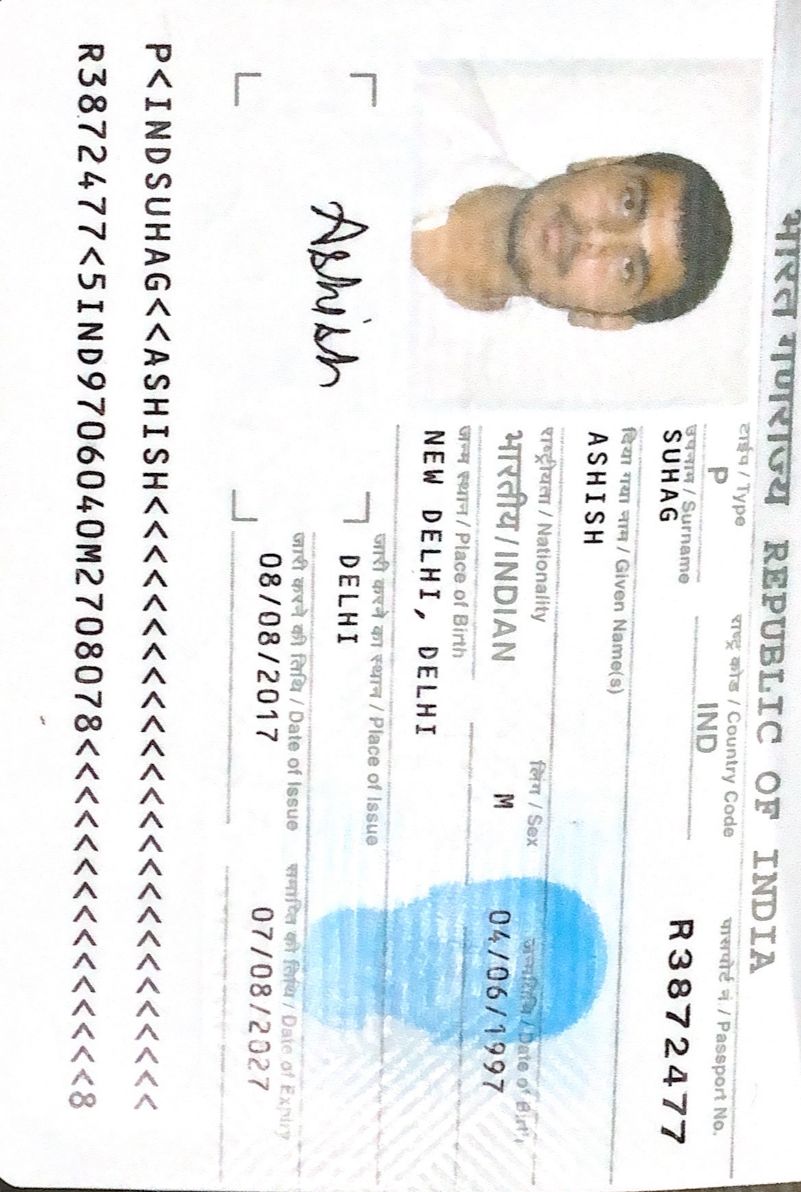 भारत गणराज्य REPUBLIC OF INDIA
टाईप / Type
राष्ट्र कोड / Country Code
पासपोर्ट नं. / Passport No.
P
IND
R3872477
उपनाम / Surname
SUHAG
दिया गया नाम / Given Name(s)
ASHISH
राष्ट्रीयता / Nationality
लिंग / Sex
जन्मतिथि / Date of Birth
भारतीय / INDIAN
M
04/06/1997
जन्म स्थान / Place of Birth
NEW DELHI, DELHI
जारी करने का स्थान / Place of Issue
DELHI
Ashish
जारी करने की तिथि / Date of Issue
समाप्ति की तिथि / Date of Expiry
08/08/2017
07/08/2027
P<INDSUHAG<<ASHISH<<<<<<<<<<<<<<<<<<<<<<<<<<
R3872477<5IND9706040M2708078<<<<<<<<<<<<<<<8